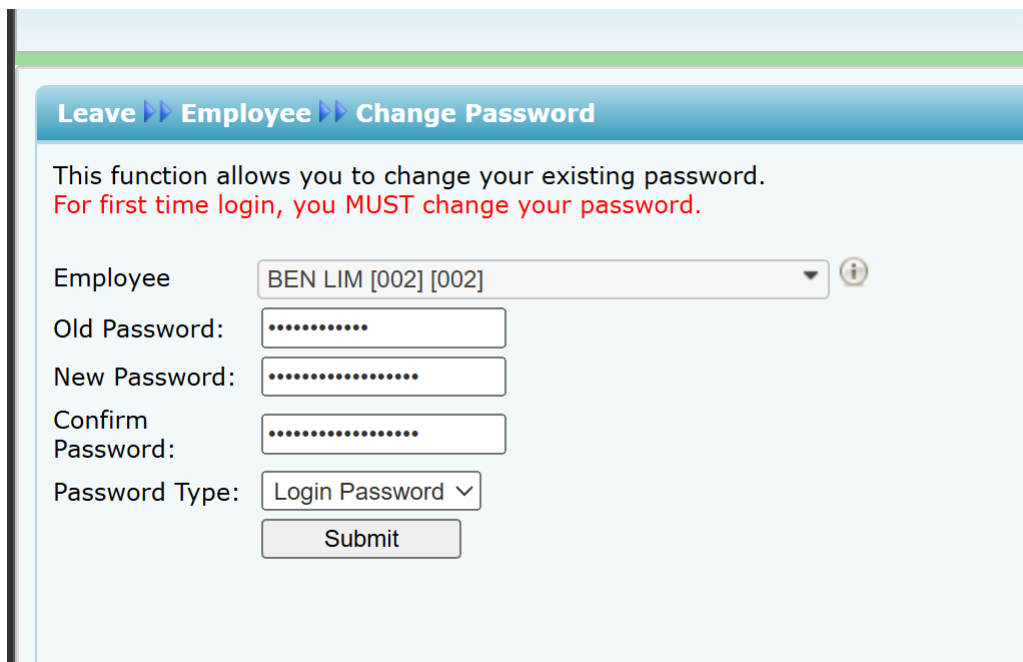 Leave Employee Change Password
This function allows you to change your existing password.
For first time login, you MUST change your password.
Employee BEN LIM [002] [002]
Old Password: ••••••••••••
New Password: ••••••••••••••••••
Confirm Password: ••••••••••••••••••
Password Type: Login Password
Submit